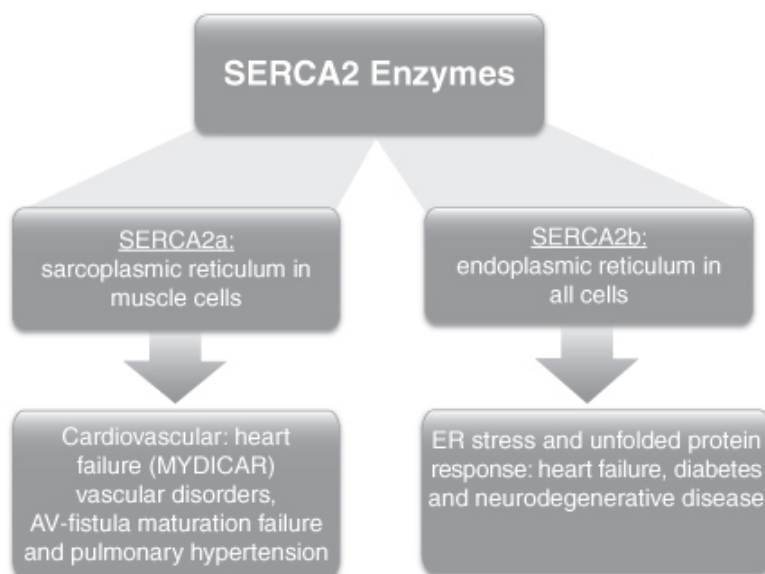 SERCA2 Enzymes
SERCA2a:
sarcoplasmic reticulum in
muscle cells
SERCA2b:
endoplasmic reticulum in
all cells
Cardiovascular: heart
failure (MYDICAR)
vascular disorders,
AV-fistula maturation failure
and pulmonary hypertension
ER stress and unfolded protein
response: heart failure, diabetes
and neurodegenerative disease